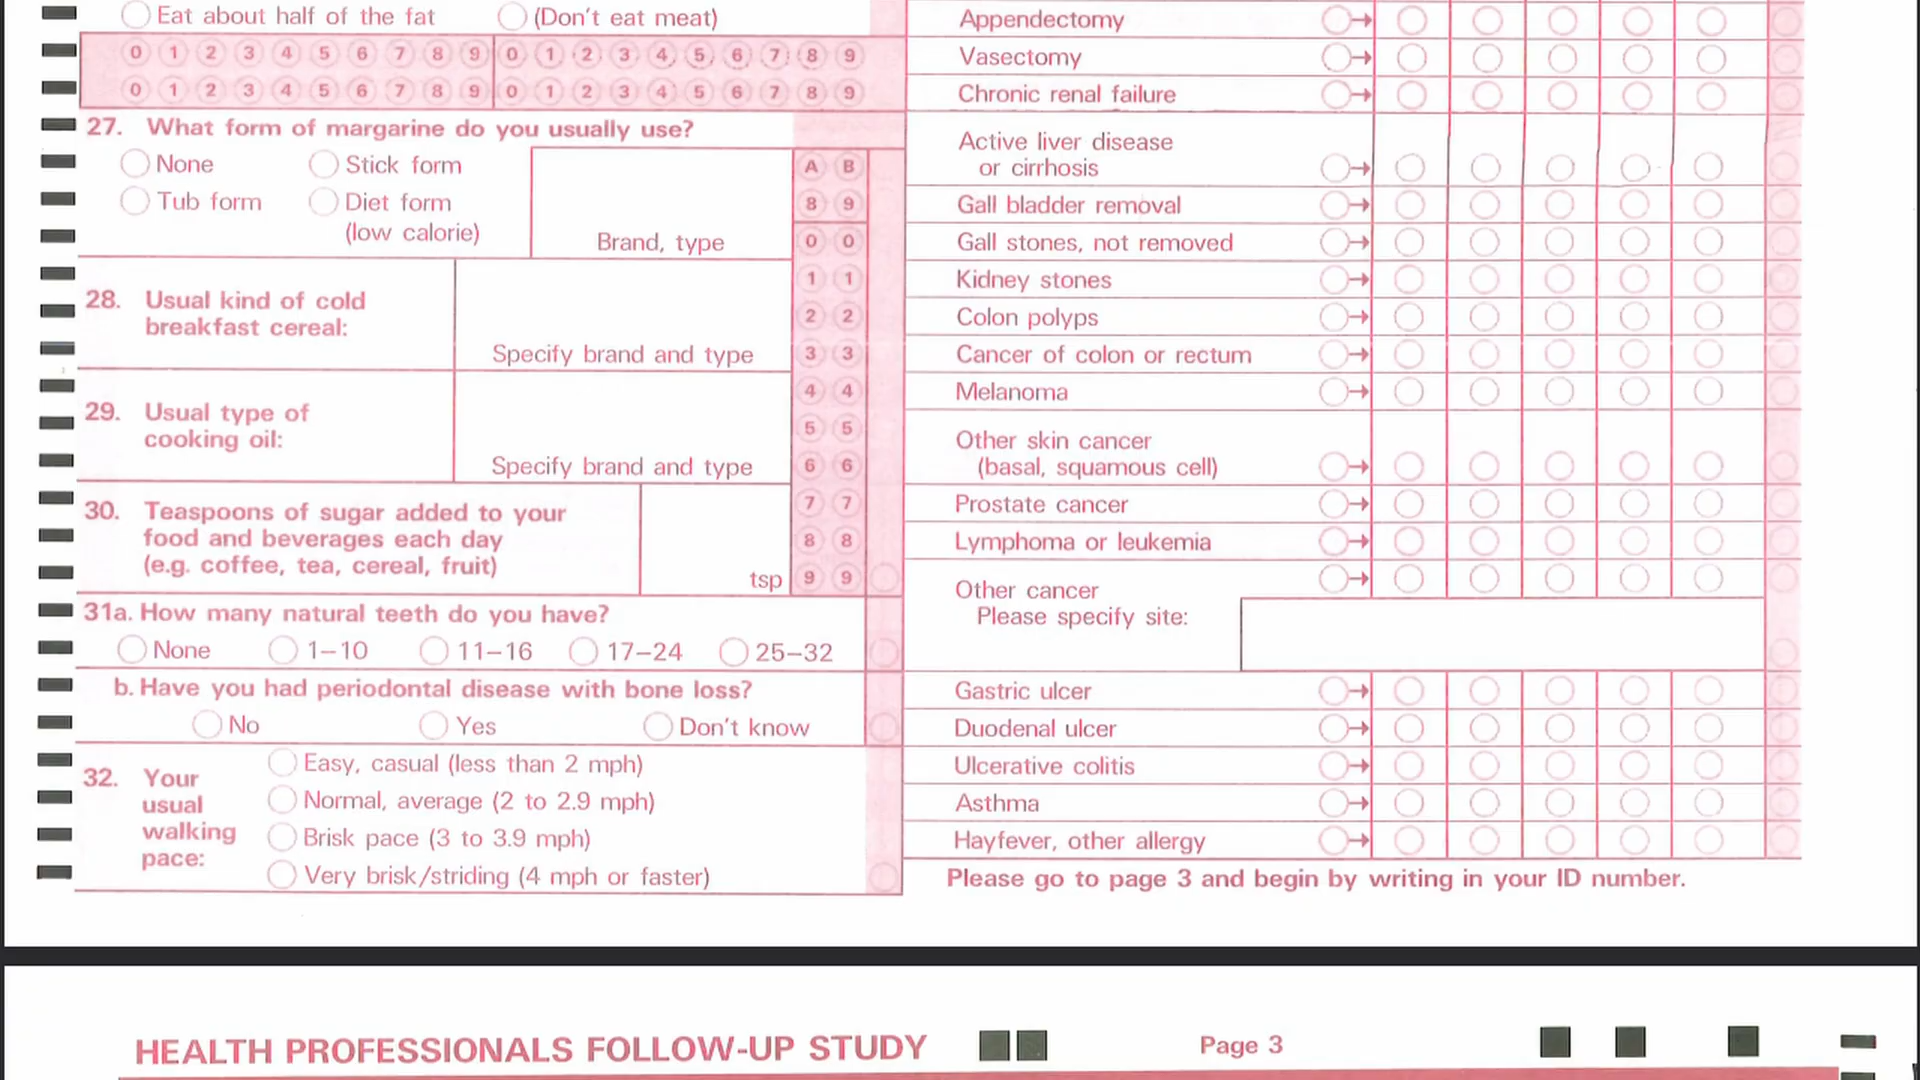 Eat about half of the fat (Don't eat meat)
0 1 2 3 4 5 6 7 8 9 0 1 2 3 4 5 6 7 8 9
0 1 2 3 4 5 6 7 8 9 0 1 2 3 4 5 6 7 8 9
27. What form of margarine do you usually use?
None Stick form
Tub form Diet form
(low calorie)
Brand, type
A B
8 9
0 0
1 1
2 2
3 3
4 4
5 5
6 6
7 7
8 8
9 9
28. Usual kind of cold
breakfast cereal:
Specify brand and type
29. Usual type of
cooking oil:
Specify brand and type
30. Teaspoons of sugar added to your
food and beverages each day
(e.g. coffee, tea, cereal, fruit)
tsp
31a. How many natural teeth do you have?
None 1–10 11–16 17–24 25–32
b. Have you had periodontal disease with bone loss?
No Yes Don't know
32. Your
usual
walking
pace:
Easy, casual (less than 2 mph)
Normal, average (2 to 2.9 mph)
Brisk pace (3 to 3.9 mph)
Very brisk/striding (4 mph or faster)
Appendectomy
Vasectomy
Chronic renal failure
Active liver disease
or cirrhosis
Gall bladder removal
Gall stones, not removed
Kidney stones
Colon polyps
Cancer of colon or rectum
Melanoma
Other skin cancer
(basal, squamous cell)
Prostate cancer
Lymphoma or leukemia
Other cancer
Please specify site:
Gastric ulcer
Duodenal ulcer
Ulcerative colitis
Asthma
Hayfever, other allergy
Please go to page 3 and begin by writing in your ID number.
HEALTH PROFESSIONALS FOLLOW-UP STUDY Page 3